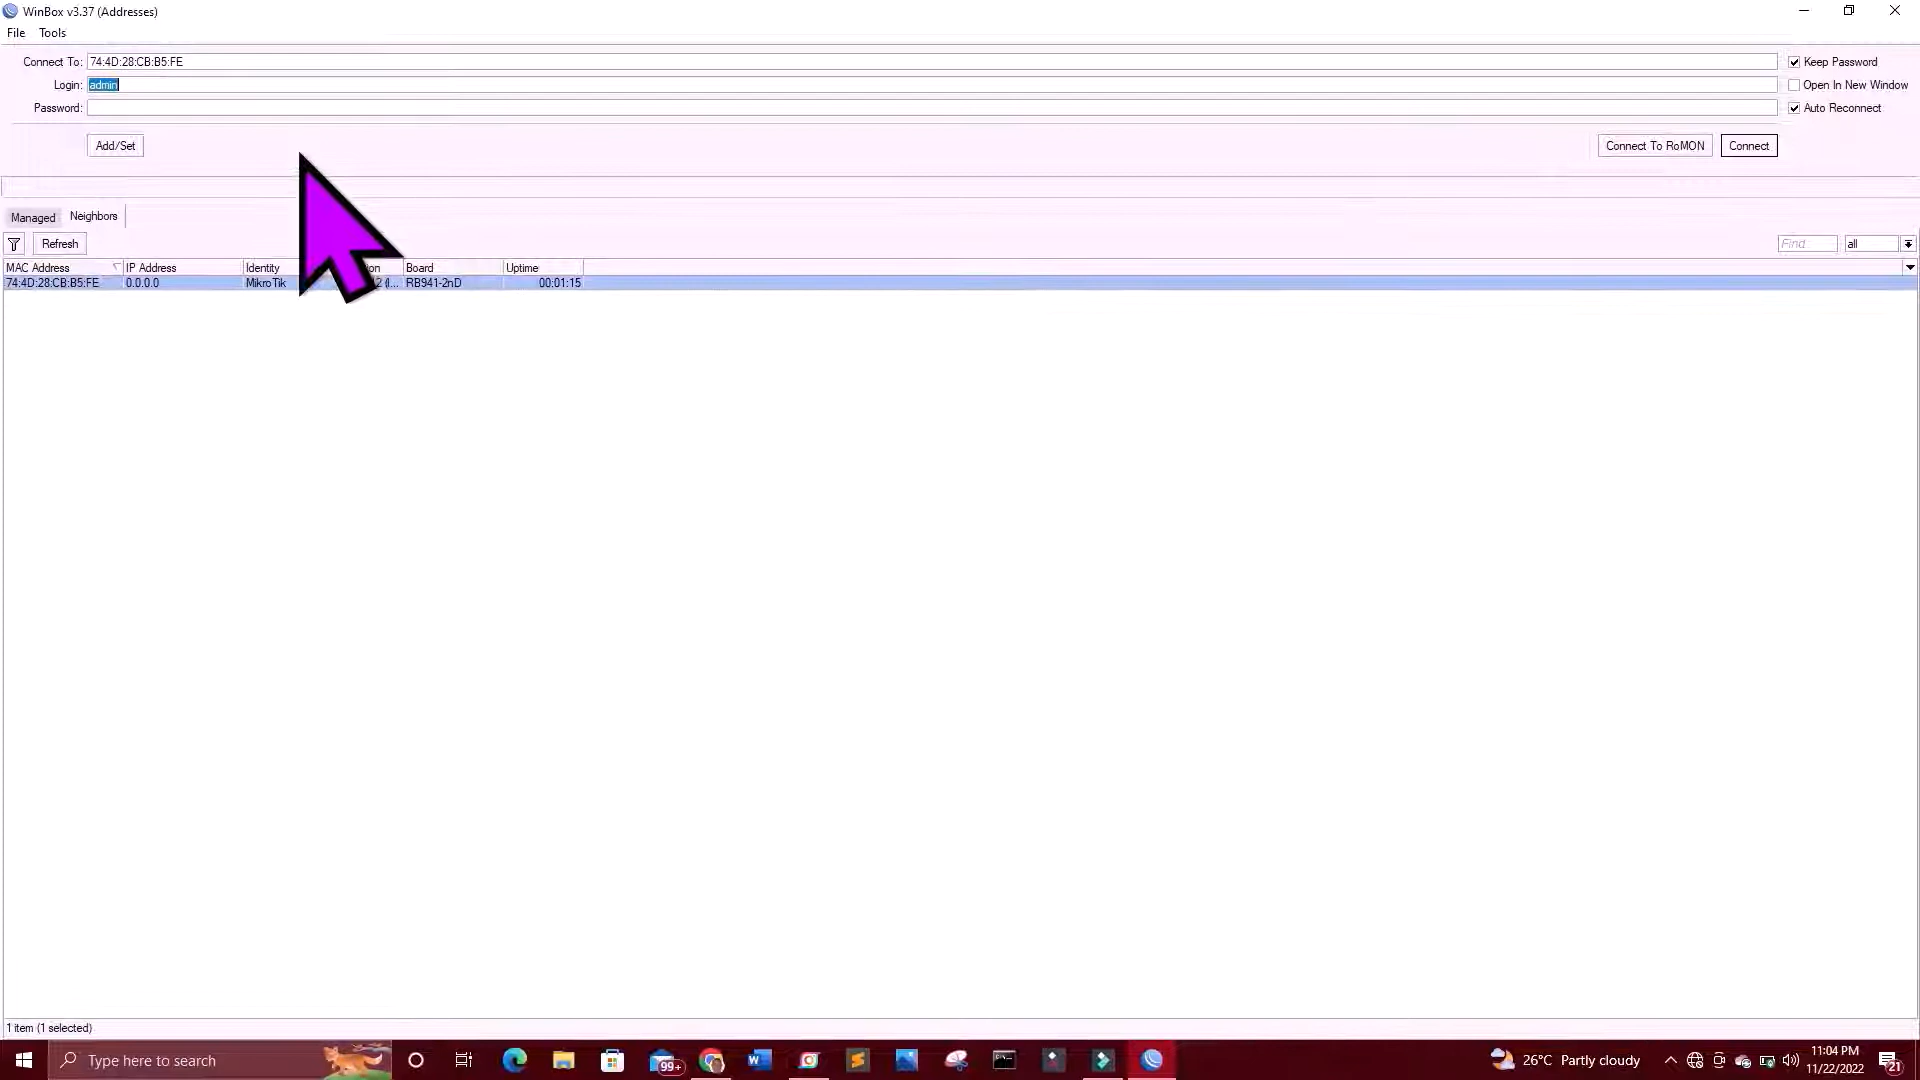 WinBox v3.37 (Addresses)
File Tools
Connect To: 74:4D:28:CB:B5:FE
Keep Password
Login: admin
Open In New Window
Password:
Auto Reconnect
Add/Set
Connect To RoMON
Connect
Managed
Neighbors
Refresh
Find
all
MAC Address IP Address Identity Board Uptime
74:4D:28:CB:B5:FE 0.0.0.0 MikroTik RB941-2nD 00:01:15
1 item (1 selected)
Type here to search
99+
26°C Partly cloudy
11:04 PM
11/22/2022
21